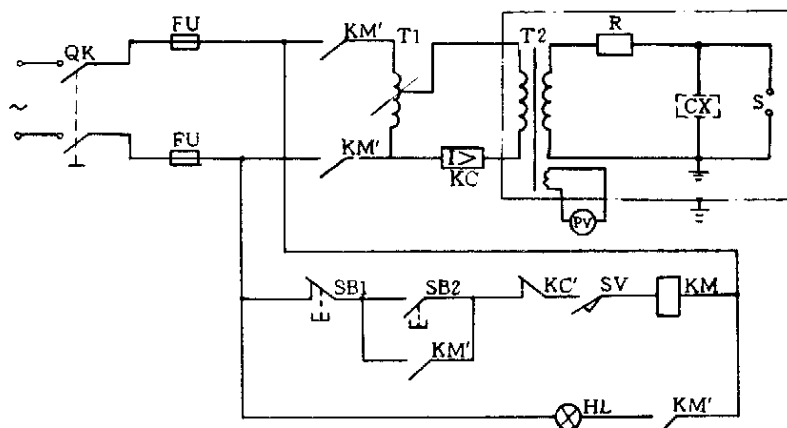 FU
QK
KM′
T1
T2
R
~
CX
S
FU
KM′
I>
KC
PV
SB1
SB2
KC′
SV
KM
KM′
HL
KM′